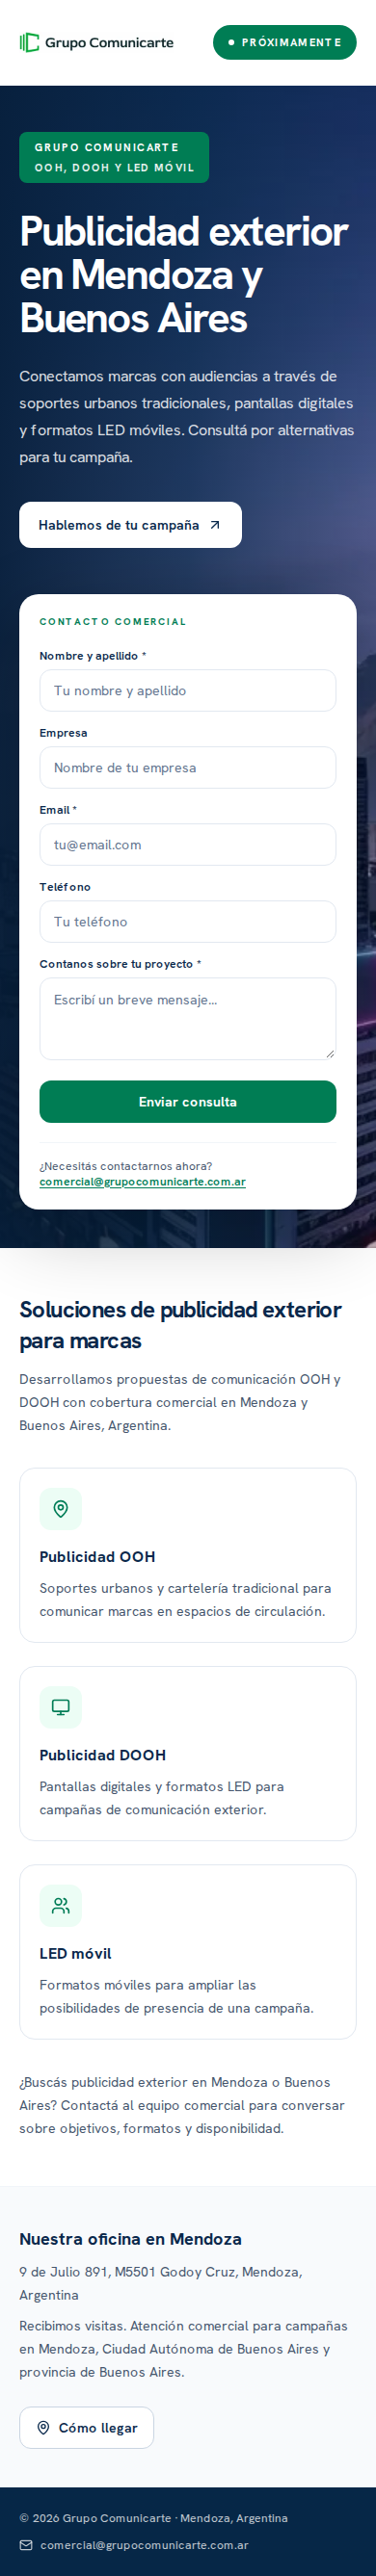 Grupo Comunicarte
PRÓXIMAMENTE
GRUPO COMUNICARTE
OOH, DOOH Y LED MÓVIL
Publicidad exterior
en Mendoza y
Buenos Aires
Conectamos marcas con audiencias a través de
soportes urbanos tradicionales, pantallas digitales
y formatos LED móviles. Consultá por alternativas
para tu campaña.
Hablemos de tu campaña
CONTACTO COMERCIAL
Nombre y apellido *
Tu nombre y apellido
Empresa
Nombre de tu empresa
Email *
tu@email.com
Teléfono
Tu teléfono
Contanos sobre tu proyecto *
Escribí un breve mensaje...
Enviar consulta
¿Necesitás contactarnos ahora?
comercial@grupocomunicarte.com.ar
Soluciones de publicidad exterior
para marcas
Desarrollamos propuestas de comunicación OOH y
DOOH con cobertura comercial en Mendoza y
Buenos Aires, Argentina.
Publicidad OOH
Soportes urbanos y cartelería tradicional para
comunicar marcas en espacios de circulación.
Publicidad DOOH
Pantallas digitales y formatos LED para
campañas de comunicación exterior.
LED móvil
Formatos móviles para ampliar las
posibilidades de presencia de una campaña.
¿Buscás publicidad exterior en Mendoza o Buenos
Aires? Contactá al equipo comercial para conversar
sobre objetivos, formatos y disponibilidad.
Nuestra oficina en Mendoza
9 de Julio 891, M5501 Godoy Cruz, Mendoza,
Argentina
Recibimos visitas. Atención comercial para campañas
en Mendoza, Ciudad Autónoma de Buenos Aires y
provincia de Buenos Aires.
Cómo llegar
© 2026 Grupo Comunicarte · Mendoza, Argentina
comercial@grupocomunicarte.com.ar